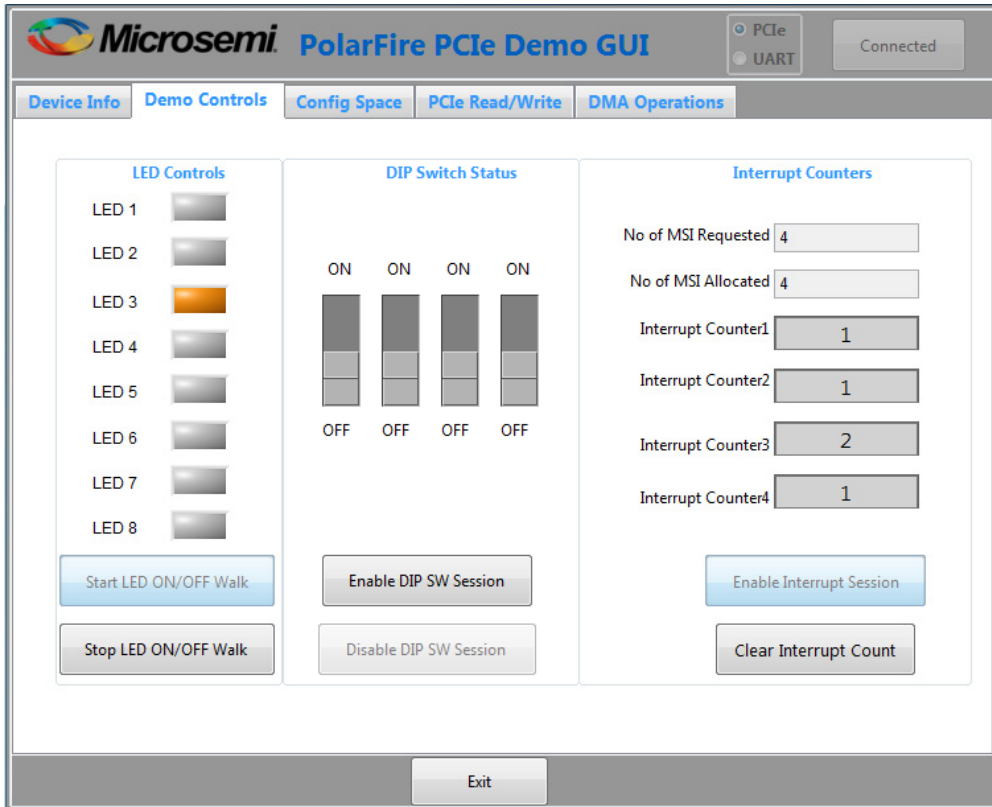 Microsemi. PolarFire PCIe Demo GUI
PCIe
UART
Connected
Device Info
Demo Controls
Config Space
PCIe Read/Write
DMA Operations
LED Controls
LED 1
LED 2
LED 3
LED 4
LED 5
LED 6
LED 7
LED 8
Start LED ON/OFF Walk
Stop LED ON/OFF Walk
DIP Switch Status
ON ON ON ON
OFF OFF OFF OFF
Enable DIP SW Session
Disable DIP SW Session
Interrupt Counters
No of MSI Requested 4
No of MSI Allocated 4
Interrupt Counter1 1
Interrupt Counter2 1
Interrupt Counter3 2
Interrupt Counter4 1
Enable Interrupt Session
Clear Interrupt Count
Exit